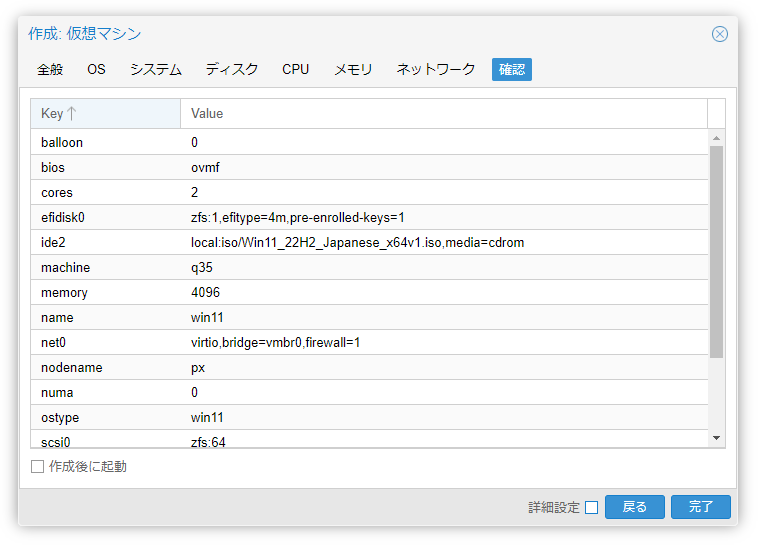 作成: 仮想マシン
全般 OS システム ディスク CPU メモリ ネットワーク 確認
Key Value
balloon 0
bios ovmf
cores 2
efidisk0 zfs:1,efitype=4m,pre-enrolled-keys=1
ide2 local:iso/Win11_22H2_Japanese_x64v1.iso,media=cdrom
machine q35
memory 4096
name win11
net0 virtio,bridge=vmbr0,firewall=1
nodename px
numa 0
ostype win11
scsi0 zfs:64
作成後に起動
詳細設定 戻る 完了